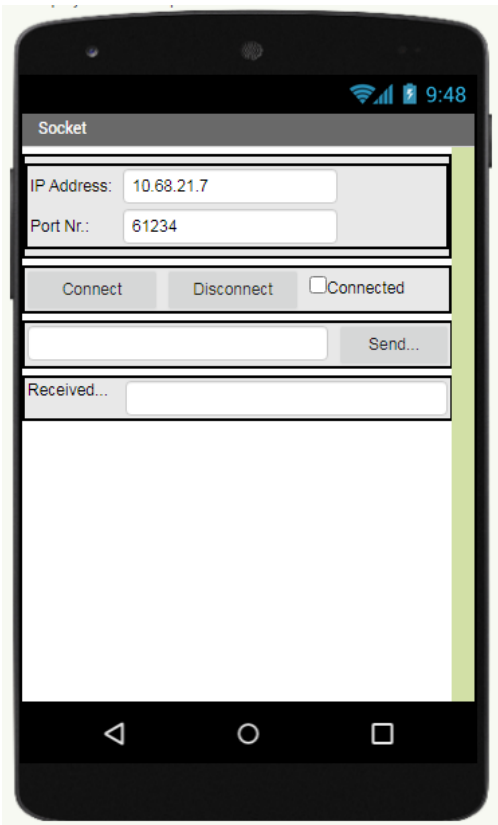 9:48
Socket
IP Address: 10.68.21.7
Port Nr.: 61234
Connect Disconnect Connected
Send...
Received...